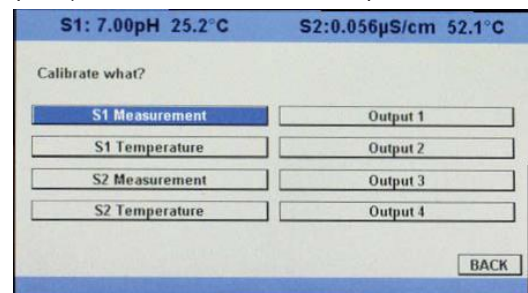 S1: 7.00pH 25.2°C S2:0.056µS/cm 52.1°C
Calibrate what?
S1 Measurement Output 1
S1 Temperature Output 2
S2 Measurement Output 3
S2 Temperature Output 4
BACK